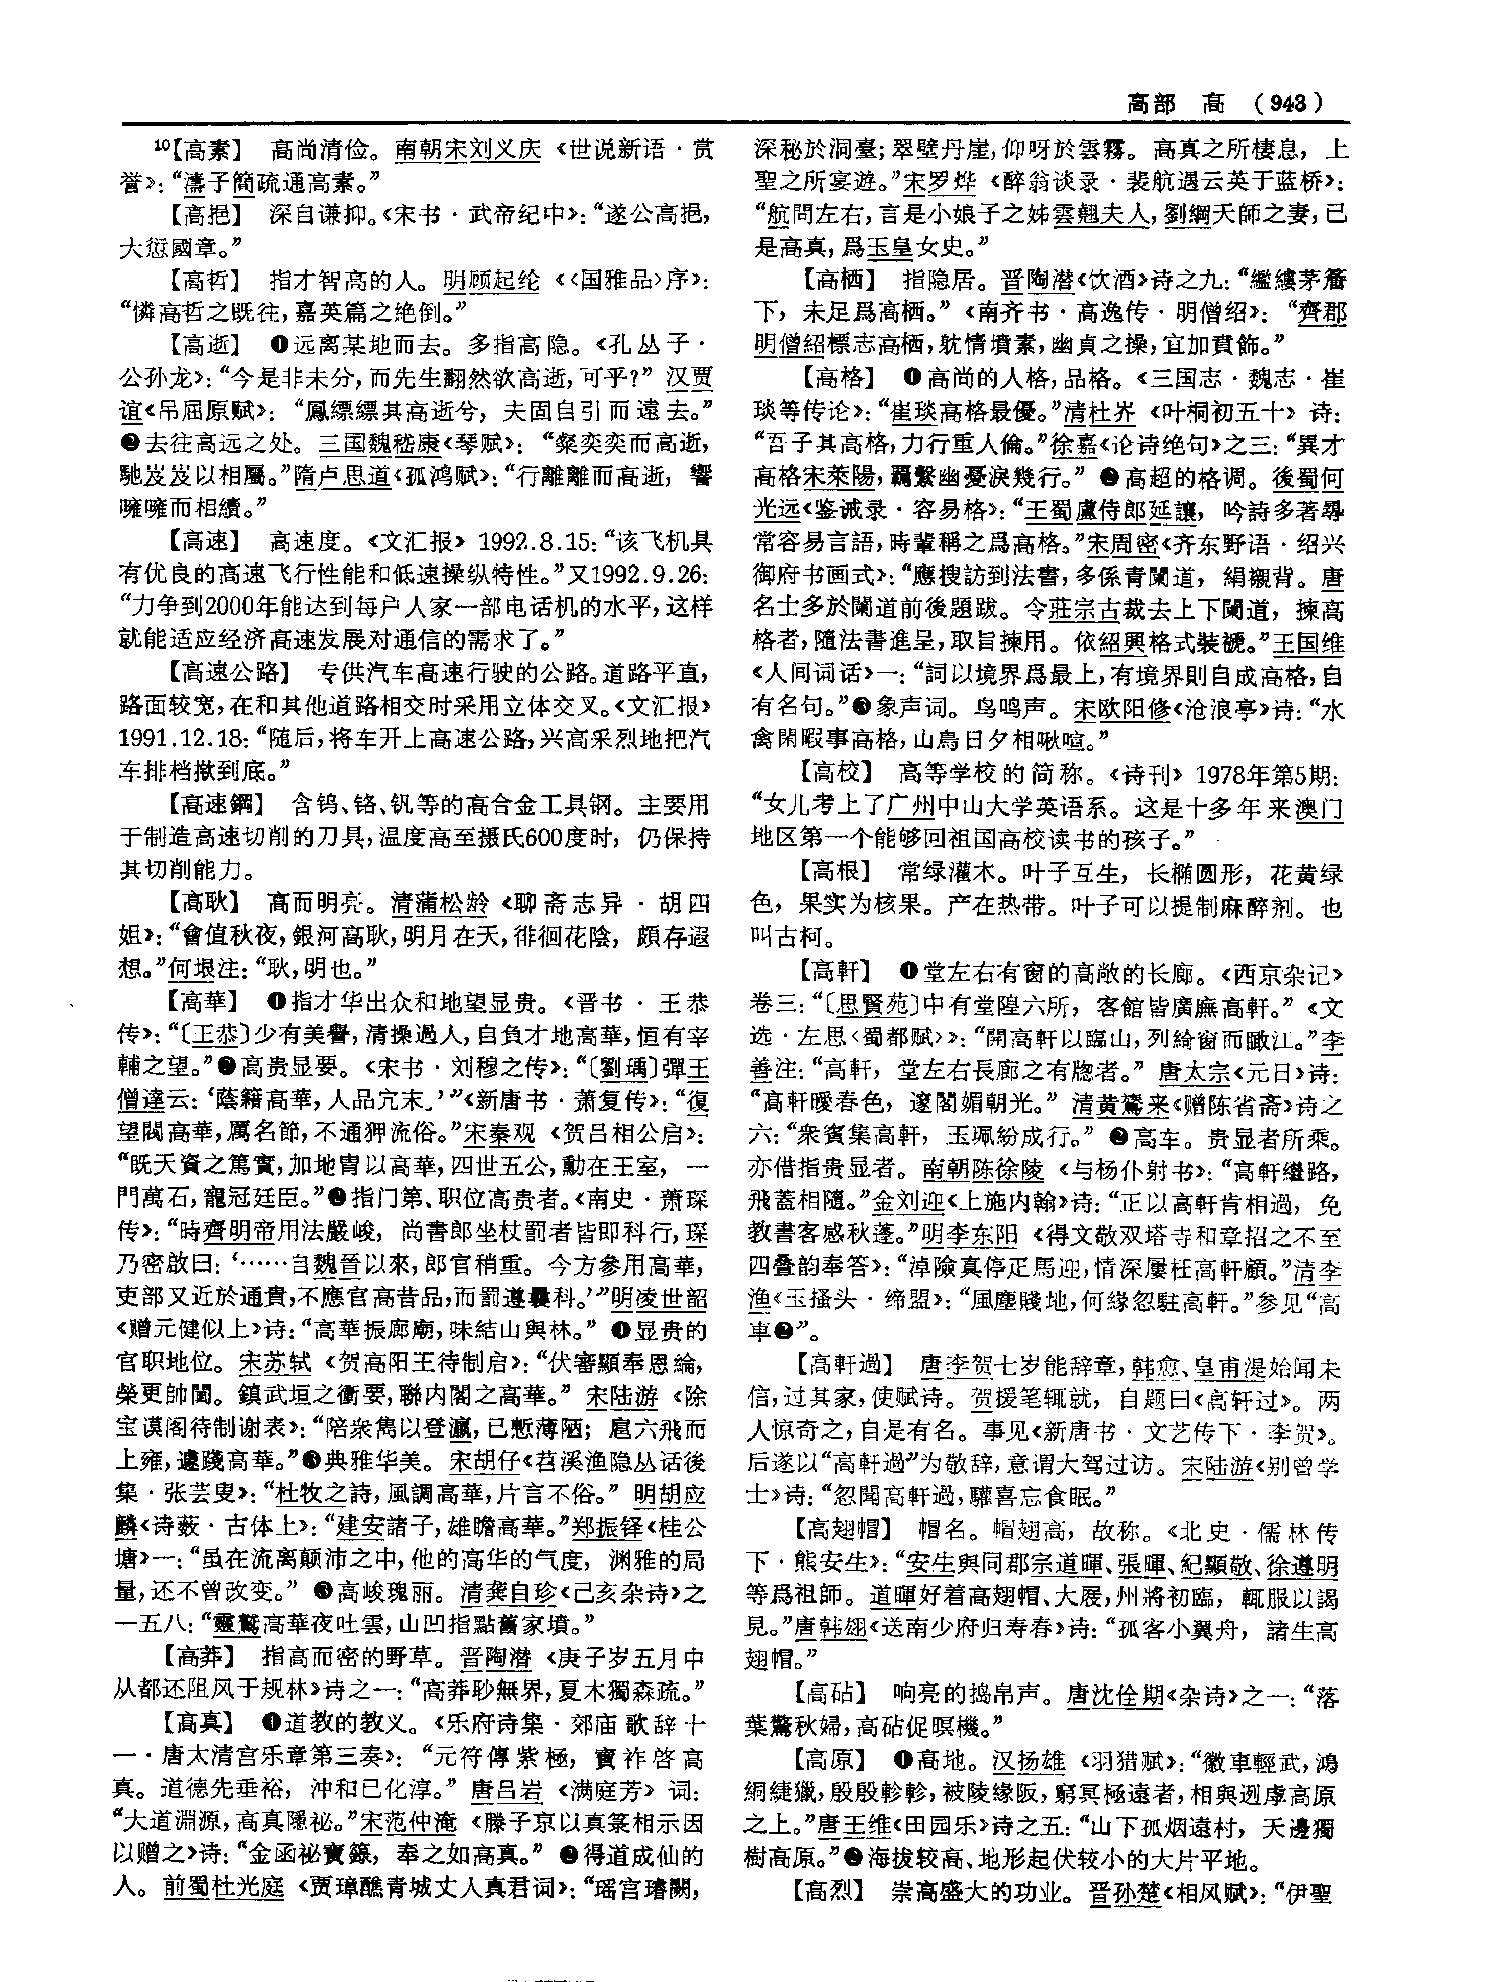 高部　高　（943）
¹⁰【高素】　高尚清俭。南朝宋刘义庆《世说新语·赏
誉》：“濤子簡疏通高素。”
【高挹】　深自谦抑。《宋书·武帝纪中》：“遂公高挹，
大愆國章。”
【高哲】　指才智高的人。明顾起纶《〈国雅品〉序》：
“憐高哲之既往，嘉英篇之绝倒。”
【高逝】　❶远离某地而去。多指高隐。《孔丛子·
公孙龙》：“今是非未分，而先生翻然欲高逝，可乎？”汉贾
谊《吊屈原赋》：“鳳縹縹其高逝兮，夫固自引而遠去。”
❷去往高远之处。三国魏嵇康《琴赋》：“粲奕奕而高逝，
馳岌岌以相屬。”隋卢思道《孤鸿赋》：“行離離而高逝，響
噰噰而相續。”
【高速】　高速度。《文汇报》1992.8.15：“该飞机具
有优良的高速飞行性能和低速操纵特性。”又1992.9.26：
“力争到2000年能达到每户人家一部电话机的水平，这样
就能适应经济高速发展对通信的需求了。”
【高速公路】　专供汽车高速行驶的公路。道路平直，
路面较宽，在和其他道路相交时采用立体交叉。《文汇报》
1991.12.18：“随后，将车开上高速公路，兴高采烈地把汽
车排档揿到底。”
【高速鋼】　含钨、铬、钒等的高合金工具钢。主要用
于制造高速切削的刀具，温度高至摄氏600度时，仍保持
其切削能力。
【高耿】　高而明亮。清蒲松龄《聊斋志异·胡四
姐》：“會值秋夜，銀河高耿，明月在天，徘徊花陰，頗存遐
想。”何垠注：“耿，明也。”
【高華】　❶指才华出众和地望显贵。《晋书·王恭
传》：“〔王恭〕少有美譽，清操過人，自負才地高華，恒有宰
輔之望。”❷高贵显要。《宋书·刘穆之传》：“〔劉瑀〕彈王
僧達云：‘蔭籍高華，人品冗末。’”《新唐书·萧复传》：“復
望閥高華，厲名節，不通狎流俗。”宋秦观《贺吕相公启》：
“既天資之篤實，加地胄以高華，四世五公，勳在王室，一
門萬石，寵冠廷臣。”❸指门第、职位高贵者。《南史·萧琛
传》：“時齊明帝用法嚴峻，尚書郎坐杖罰者皆即科行，琛
乃密啟曰：‘……自魏晉以來，郎官稍重。今方參用高華，
吏部又近於通貴，不應官高昔品，而罰遵曩科。’”明凌世韶
《赠元健似上》诗：“高華振廊廟，味結山與林。”❹显贵的
官职地位。宋苏轼《贺高阳王待制启》：“伏審顯奉恩綸，
榮更帥閫。鎮武垣之衝要，聯内閣之高華。”宋陆游《除
宝谟阁待制谢表》：“陪衆雋以登瀛，已慙薄陋；扈六飛而
上雍，遽踐高華。”❺典雅华美。宋胡仔《苕溪渔隐丛话後
集·张芸叟》：“杜牧之詩，風調高華，片言不俗。”明胡应
麟《诗薮·古体上》：“建安諸子，雄瞻高華。”郑振铎《桂公
塘》一：“虽在流离颠沛之中，他的高华的气度，渊雅的局
量，还不曾改变。”❻高峻瑰丽。清龚自珍《己亥杂诗》之
一五八：“靈鷲高華夜吐雲，山凹指點舊家墳。”
【高莽】　指高而密的野草。晋陶潜《庚子岁五月中
从都还阻风于规林》诗之一：“高莽眇無界，夏木獨森疏。”
【高真】　❶道教的教义。《乐府诗集·郊庙歌辞十
一·唐太清宫乐章第三奏》：“元符傳紫極，寶祚啓高
真。道德先垂裕，沖和已化淳。”唐吕岩《满庭芳》词：
“大道淵源，高真隱祕。”宋范仲淹《滕子京以真箓相示因
以赠之》诗：“金函祕寶籙，奉之如高真。”❷得道成仙的
人。前蜀杜光庭《贾璋醮青城丈人真君词》：“瑶宫璿闕，
深秘於洞臺；翠壁丹崖，仰呀於雲霧。高真之所棲息，上
聖之所宴遊。”宋罗烨《醉翁谈录·裴航遇云英于蓝桥》：
“航問左右，言是小娘子之姊雲翹夫人，劉綱天師之妻，已
是高真，爲玉皇女史。”
【高栖】　指隐居。晋陶潜《饮酒》诗之九：“繿縷茅簷
下，未足爲高栖。”《南齐书·高逸传·明僧绍》：“齊郡
明僧紹標志高栖，躭情墳素，幽貞之操，宜加賁飾。”
【高格】　❶高尚的人格，品格。《三国志·魏志·崔
琰等传论》：“崔琰高格最優。”清杜岕《叶桐初五十》诗：
“吾子其高格，力行重人倫。”徐嘉《论诗绝句》之三：“異才
高格宋萊陽，羈繫幽憂淚幾行。”❷高超的格调。後蜀何
光远《鉴诫录·容易格》：“王蜀盧侍郎延讓，吟詩多著尋
常容易言語，時輩稱之爲高格。”宋周密《齐东野语·绍兴
御府书画式》：“應搜訪到法書，多係青闌道，絹襯背。唐
名士多於闌道前後題跋。令莊宗古裁去上下闌道，揀高
格者，隨法書進呈，取旨揀用。依紹興格式裝褫。”王国维
《人间词话》一：“詞以境界爲最上，有境界則自成高格，自
有名句。”❸象声词。鸟鸣声。宋欧阳修《沧浪亭》诗：“水
禽閑暇事高格，山鳥日夕相啾喧。”
【高校】　高等学校的简称。《诗刊》1978年第5期：
“女儿考上了广州中山大学英语系。这是十多年来澳门
地区第一个能够回祖国高校读书的孩子。”
【高根】　常绿灌木。叶子互生，长椭圆形，花黄绿
色，果实为核果。产在热带。叶子可以提制麻醉剂。也
叫古柯。
【高軒】　❶堂左右有窗的高敞的长廊。《西京杂记》
卷三：“〔思賢苑〕中有堂隍六所，客館皆廣廡高軒。”《文
选·左思〈蜀都赋〉》：“開高軒以臨山，列綺窗而瞰江。”李
善注：“高軒，堂左右長廊之有牕者。”唐太宗《元日》诗：
“高軒曖春色，邃閣媚朝光。”清黄鷟来《赠陈省斋》诗之
六：“衆賓集高軒，玉珮紛成行。”❷高车。贵显者所乘。
亦借指贵显者。南朝陈徐陵《与杨仆射书》：“高軒繼路，
飛蓋相隨。”金刘迎《上施内翰》诗：“正以高軒肯相過，免
教書客感秋蓬。”明李东阳《得文敬双塔寺和章招之不至
四叠韵奉答》：“淖險真停疋馬迎，情深屢枉高軒顧。”清李
渔《玉搔头·缔盟》：“風塵賤地，何緣忽駐高軒。”参见“高
車❷”。
【高軒過】　唐李贺七岁能辞章，韩愈、皇甫湜始闻未
信，过其家，使赋诗。贺援笔辄就，自题曰《高轩过》。两
人惊奇之，自是有名。事见《新唐书·文艺传下·李贺》。
后遂以“高軒過”为敬辞，意谓大驾过访。宋陆游《别曾学
士》诗：“忽聞高軒過，驩喜忘食眠。”
【高翅帽】　帽名。帽翅高，故称。《北史·儒林传
下·熊安生》：“安生與同郡宗道暉、張暉、紀顯敬、徐遵明
等爲祖師。道暉好着高翅帽、大屐，州將初臨，輒服以謁
見。”唐韩翃《送南少府归寿春》诗：“孤客小翼舟，諸生高
翅帽。”
【高砧】　响亮的捣帛声。唐沈佺期《杂诗》之一：“落
葉驚秋婦，高砧促暝機。”
【高原】　❶高地。汉扬雄《羽猎赋》：“徽車輕武，鴻
絧緁獵，殷殷軫軫，被陵緣阪，窮冥極遠者，相與迾虖高原
之上。”唐王维《田园乐》诗之五：“山下孤烟遠村，天邊獨
樹高原。”❷海拔较高、地形起伏较小的大片平地。
【高烈】　崇高盛大的功业。晋孙楚《相风赋》：“伊聖